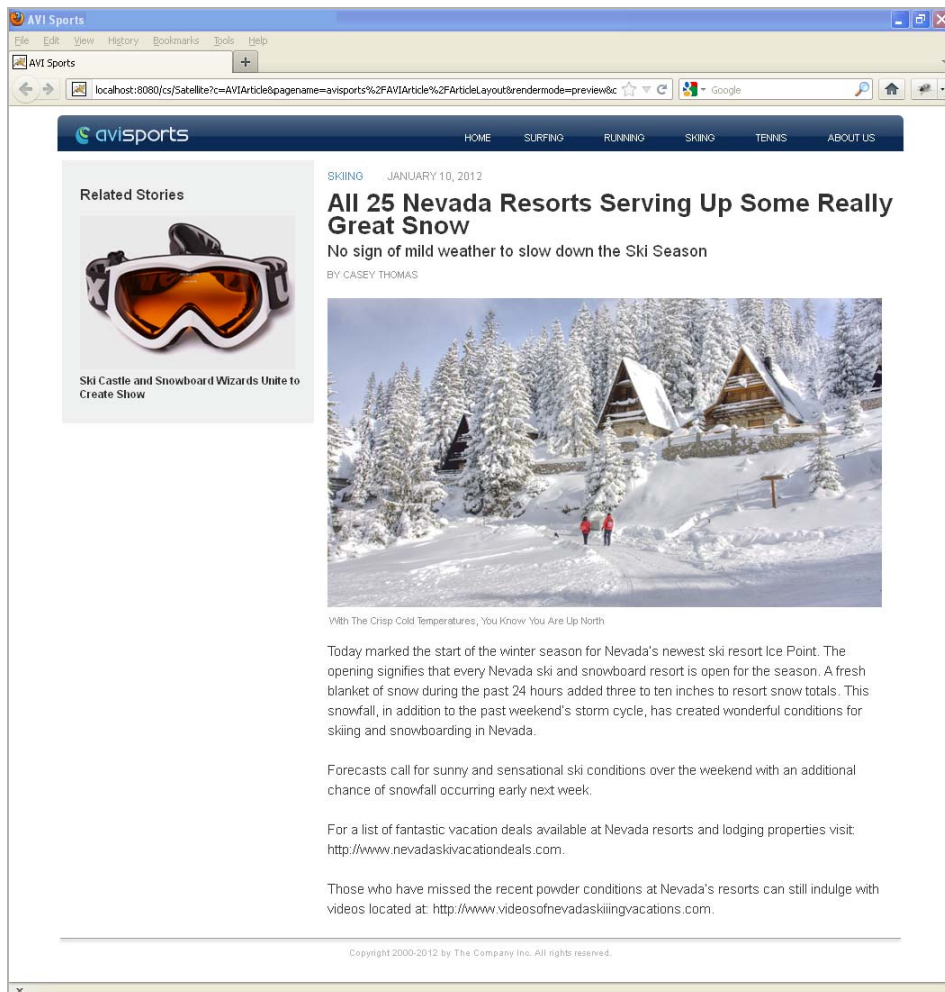 AVI Sports
File Edit View History Bookmarks Tools Help
AVI Sports +
localhost:8080/cs/Satellite?c=AVIArticle&pagename=avisports%2FAVIArticle%2FArticleLayout&rendermode=preview&c Google
avisports HOME SURFING RUNNING SKIING TENNIS ABOUT US
Related Stories
Ski Castle and Snowboard Wizards Unite to
Create Show
SKIING JANUARY 10, 2012
All 25 Nevada Resorts Serving Up Some Really
Great Snow
No sign of mild weather to slow down the Ski Season
BY CASEY THOMAS
With The Crisp Cold Temperatures, You Know You Are Up North
Today marked the start of the winter season for Nevada's newest ski resort Ice Point. The
opening signifies that every Nevada ski and snowboard resort is open for the season. A fresh
blanket of snow during the past 24 hours added three to ten inches to resort snow totals. This
snowfall, in addition to the past weekend's storm cycle, has created wonderful conditions for
skiing and snowboarding in Nevada.
Forecasts call for sunny and sensational ski conditions over the weekend with an additional
chance of snowfall occurring early next week.
For a list of fantastic vacation deals available at Nevada resorts and lodging properties visit:
http://www.nevadaskivacationdeals.com.
Those who have missed the recent powder conditions at Nevada's resorts can still indulge with
videos located at: http://www.videosofnevadaskiiingvacations.com.
Copyright 2000-2012 by The Company Inc. All rights reserved.
x